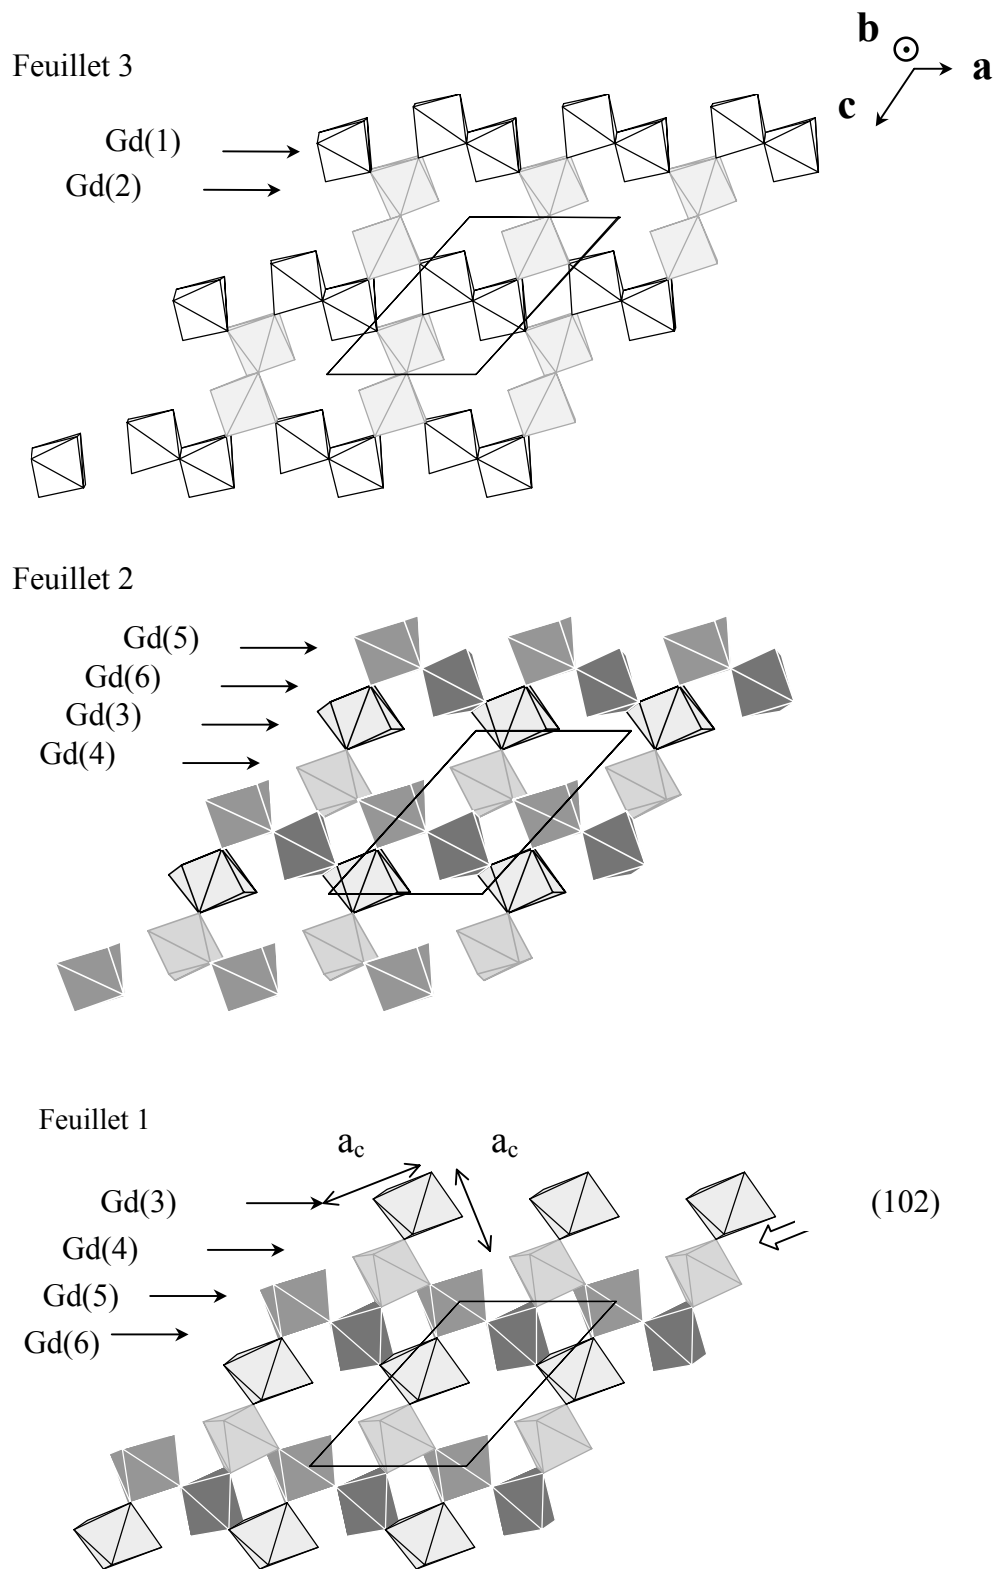 b
Feuillet 3
a
c
Gd(1)
Gd(2)
Feuillet 2
Gd(5)
Gd(6)
Gd(3)
Gd(4)
Feuillet 1
ac ac
Gd(3) (102)
Gd(4)
Gd(5)
Gd(6)